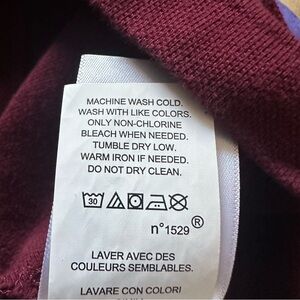 MACHINE WASH COLD.
WASH WITH LIKE COLORS.
ONLY NON-CHLORINE
BLEACH WHEN NEEDED.
TUMBLE DRY LOW.
WARM IRON IF NEEDED.
DO NOT DRY CLEAN.
30
n°1529®
LAVER AVEC DES
COULEURS SEMBLABLES.
LAVARE CON COLORI